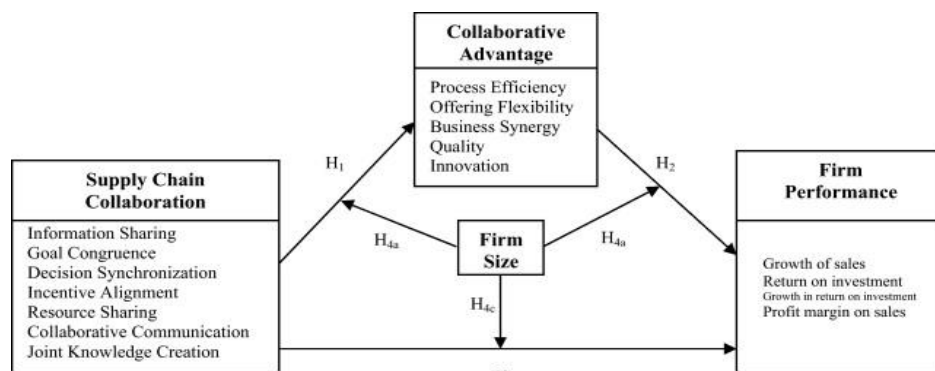 Collaborative
Advantage
Process Efficiency
Offering Flexibility
Business Synergy
Quality
Innovation
H1
H2
Supply Chain
Collaboration
Information Sharing
Goal Congruence
Decision Synchronization
Incentive Alignment
Resource Sharing
Collaborative Communication
Joint Knowledge Creation
H4a
Firm
Size
H4a
H4c
Firm
Performance
Growth of sales
Return on investment
Growth in return on investment
Profit margin on sales